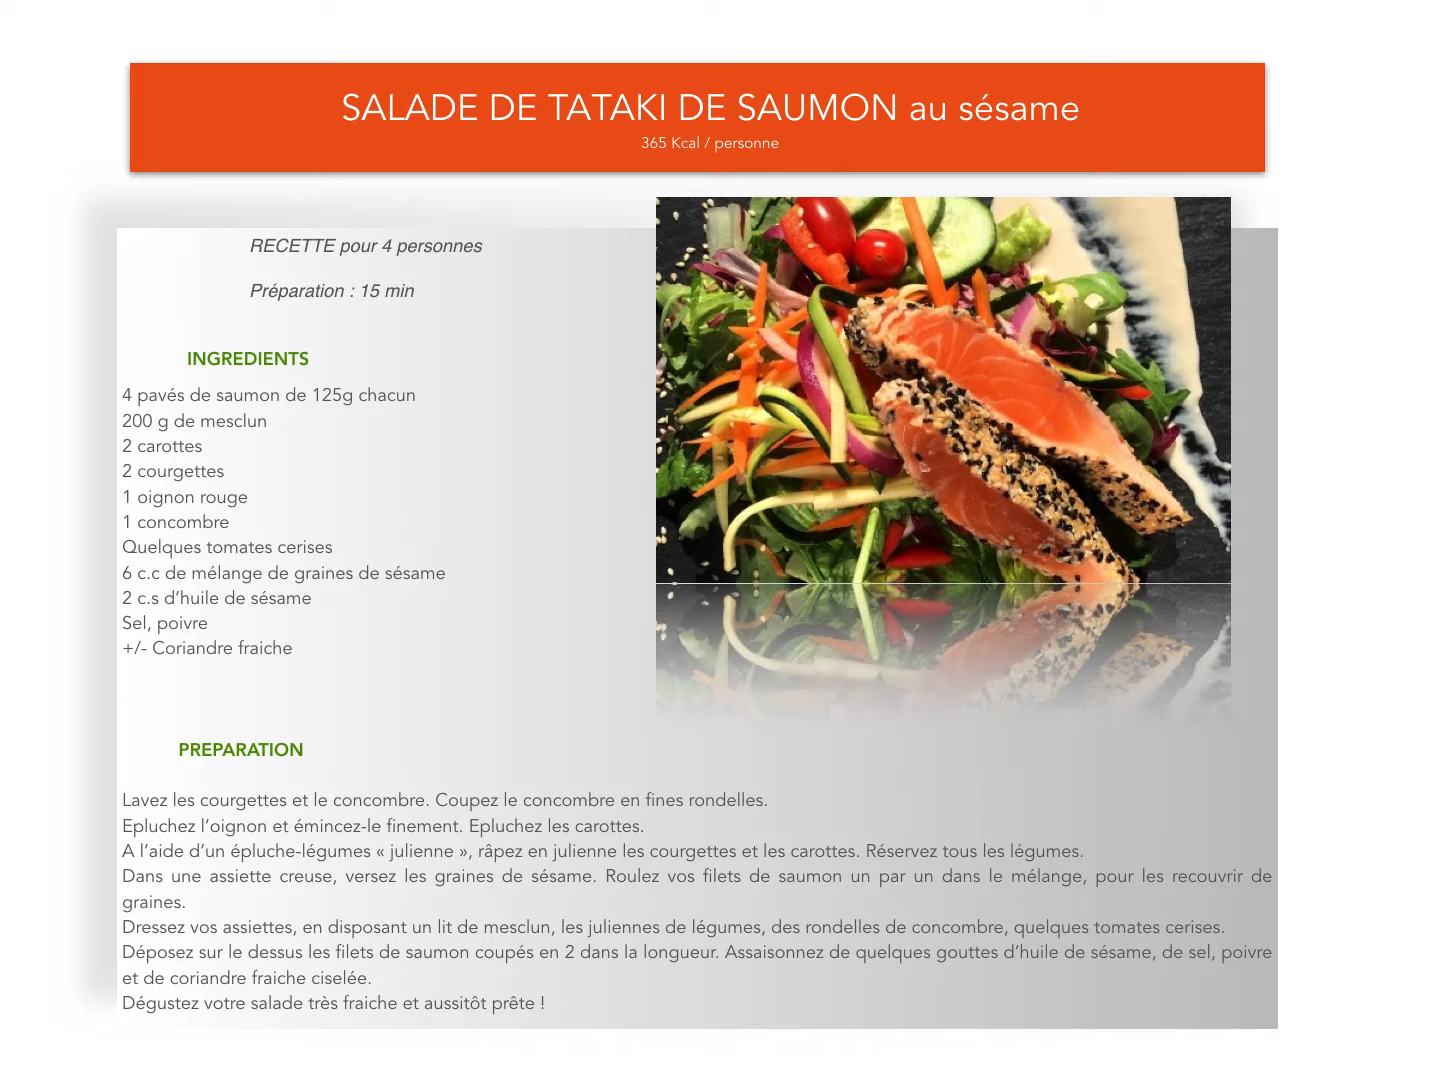 SALADE DE TATAKI DE SAUMON au sésame
365 Kcal / personne
RECETTE pour 4 personnes
Préparation : 15 min
INGREDIENTS
4 pavés de saumon de 125g chacun
200 g de mesclun
2 carottes
2 courgettes
1 oignon rouge
1 concombre
Quelques tomates cerises
6 c.c de mélange de graines de sésame
2 c.s d’huile de sésame
Sel, poivre
+/- Coriandre fraiche
PREPARATION
Lavez les courgettes et le concombre. Coupez le concombre en fines rondelles.
Epluchez l’oignon et émincez-le finement. Epluchez les carottes.
A l’aide d’un épluche-légumes « julienne », râpez en julienne les courgettes et les carottes. Réservez tous les légumes.
Dans une assiette creuse, versez les graines de sésame. Roulez vos filets de saumon un par un dans le mélange, pour les recouvrir de
graines.
Dressez vos assiettes, en disposant un lit de mesclun, les juliennes de légumes, des rondelles de concombre, quelques tomates cerises.
Déposez sur le dessus les filets de saumon coupés en 2 dans la longueur. Assaisonnez de quelques gouttes d’huile de sésame, de sel, poivre
et de coriandre fraiche ciselée.
Dégustez votre salade très fraiche et aussitôt prête !